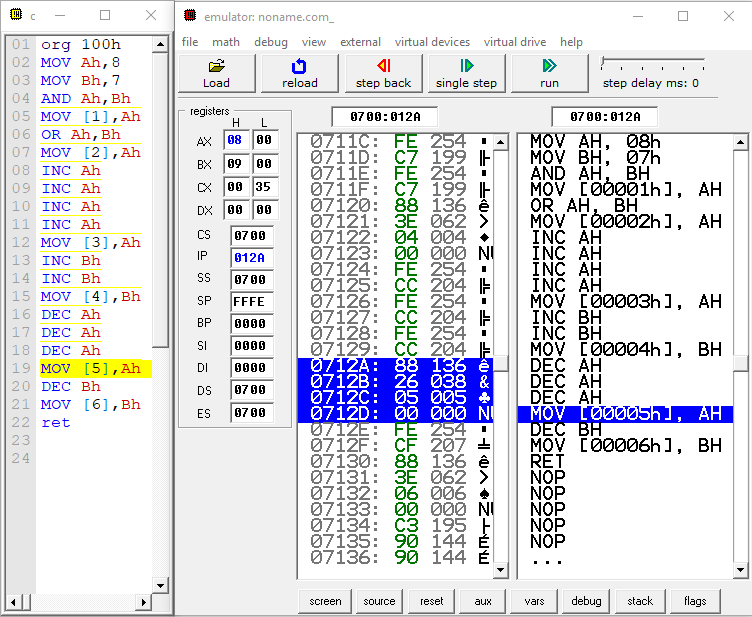 c
01 org 100h
02 MOV Ah,8
03 MOV Bh,7
04 AND Ah,Bh
05 MOV [1],Ah
06 OR Ah,Bh
07 MOV [2],Ah
08 INC Ah
09 INC Ah
10 INC Ah
11 INC Ah
12 MOV [3],Ah
13 INC Bh
14 INC Bh
15 MOV [4],Bh
16 DEC Ah
17 DEC Ah
18 DEC Ah
19 MOV [5],Ah
20 DEC Bh
21 MOV [6],Bh
22 ret
23
24
emulator: noname.com_
file math debug view external virtual devices virtual drive help
Load reload step back single step run step delay ms: 0
registers
H L
AX 08 00
BX 09 00
CX 00 35
DX 00 00
CS 0700
IP 012A
SS 0700
SP FFFE
BP 0000
SI 0000
DI 0000
DS 0700
ES 0700
0700:012A
0711C: FE 254 ▪
0711D: C7 199 ╟
0711E: FE 254 ▪
0711F: C7 199 ╟
07120: 88 136 ê
07121: 3E 062 >
07122: 04 004 ♦
07123: 00 000 NU
07124: FE 254 ▪
07125: CC 204 ╠
07126: FE 254 ▪
07127: CC 204 ╠
07128: FE 254 ▪
07129: CC 204 ╠
0712A: 88 136 ê
0712B: 26 038 &
0712C: 05 005 ♣
0712D: 00 000 NU
0712E: FE 254 ▪
0712F: CF 207 ╧
07130: 88 136 ê
07131: 3E 062 >
07132: 06 006 ♠
07133: 00 000 NU
07134: C3 195 ├
07135: 90 144 É
07136: 90 144 É
0700:012A
MOV AH, 08h
MOV BH, 07h
AND AH, BH
MOV [00001h], AH
OR AH, BH
MOV [00002h], AH
INC AH
INC AH
INC AH
INC AH
MOV [00003h], AH
INC BH
INC BH
MOV [00004h], BH
DEC AH
DEC AH
DEC AH
MOV [00005h], AH
DEC BH
MOV [00006h], BH
RET
NOP
NOP
NOP
NOP
NOP
...
screen source reset aux vars debug stack flags